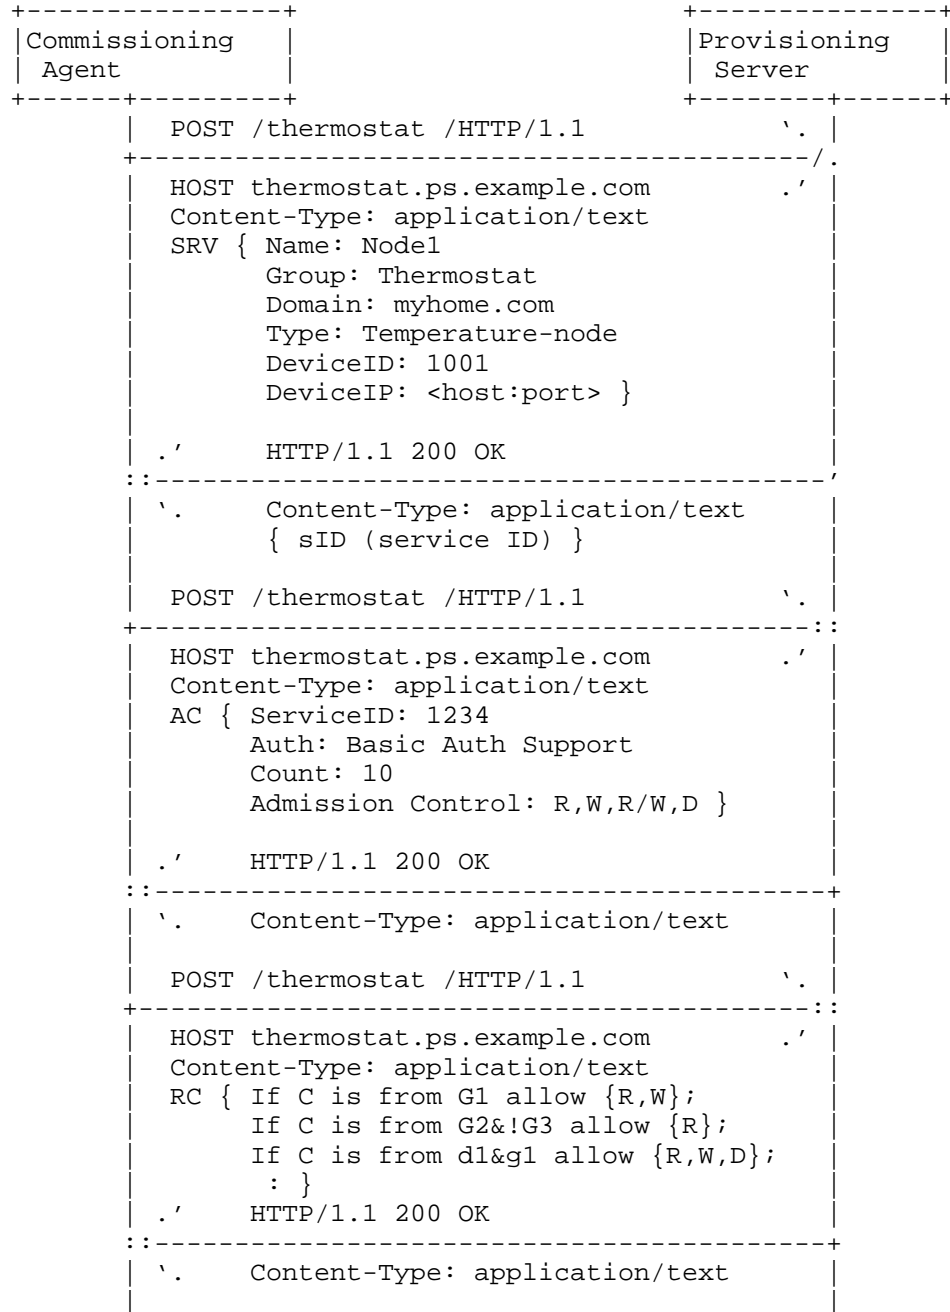 Commissioning Provisioning
Agent Server
POST /thermostat /HTTP/1.1
HOST thermostat.ps.example.com
Content-Type: application/text
SRV { Name: Node1
Group: Thermostat
Domain: myhome.com
Type: Temperature-node
DeviceID: 1001
DeviceIP: <host:port> }
HTTP/1.1 200 OK
Content-Type: application/text
{ sID (service ID) }
POST /thermostat /HTTP/1.1
HOST thermostat.ps.example.com
Content-Type: application/text
AC { ServiceID: 1234
Auth: Basic Auth Support
Count: 10
Admission Control: R,W,R/W,D }
HTTP/1.1 200 OK
Content-Type: application/text
POST /thermostat /HTTP/1.1
HOST thermostat.ps.example.com
Content-Type: application/text
RC { If C is from G1 allow {R,W};
If C is from G2&!G3 allow {R};
If C is from d1&g1 allow {R,W,D};
: }
HTTP/1.1 200 OK
Content-Type: application/text